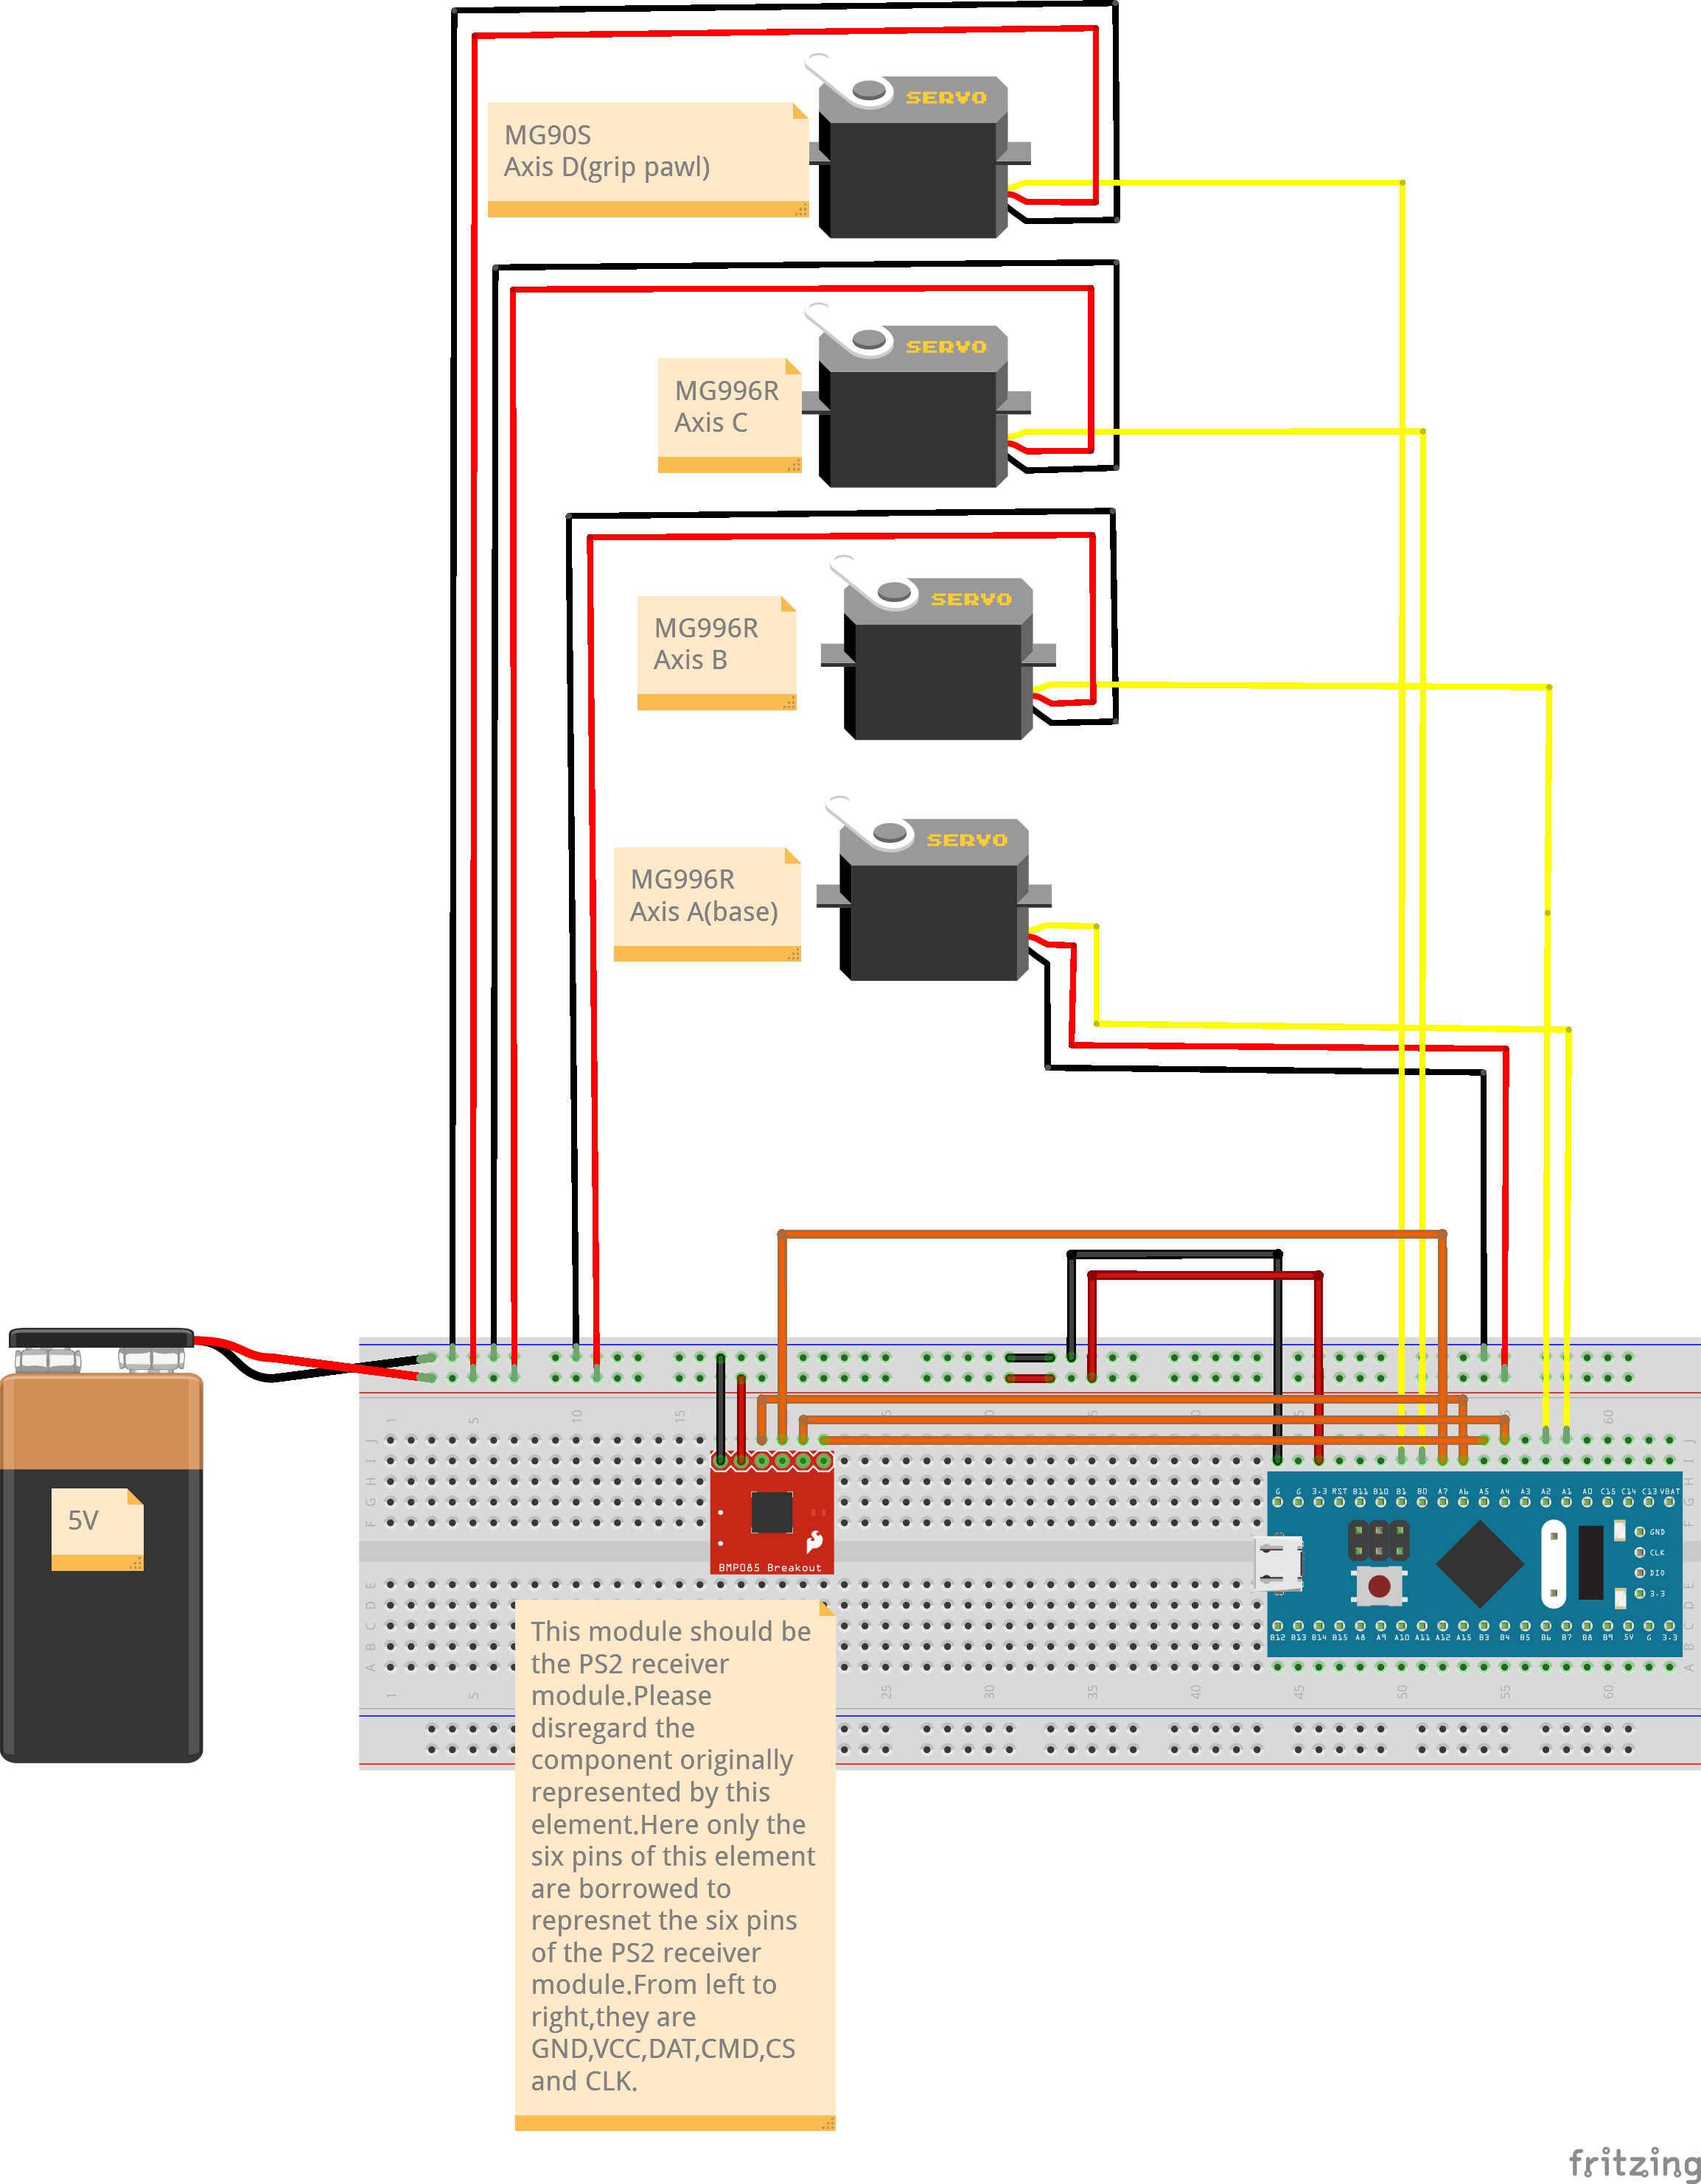 SERVO
MG90S
Axis D(grip pawl)
SERVO
MG996R
Axis C
SERVO
MG996R
Axis B
SERVO
MG996R
Axis A(base)
1 5 10 15 60
J
I
H
G
F
5V
BMP085 Breakout
G G 3.3 RST B11 B10 B1 B0 A7 A6 A5 A4 A3 A2 A1 A0 C15 C14 C13 VBAT
GND
CLK
DIO
3.3
B12 B13 B14 B15 A8 A9 A10 A11 A12 A15 B3 B4 B5 B6 B7 B8 B9 5V G 3.3
E
D
C
B
A
1 5 25 30 35 40 45 50 55 60
This module should be
the PS2 receiver
module.Please
disregard the
component originally
represented by this
element.Here only the
six pins of this element
are borrowed to
represnet the six pins
of the PS2 receiver
module.From left to
right,they are
GND,VCC,DAT,CMD,CS
and CLK.
fritzing